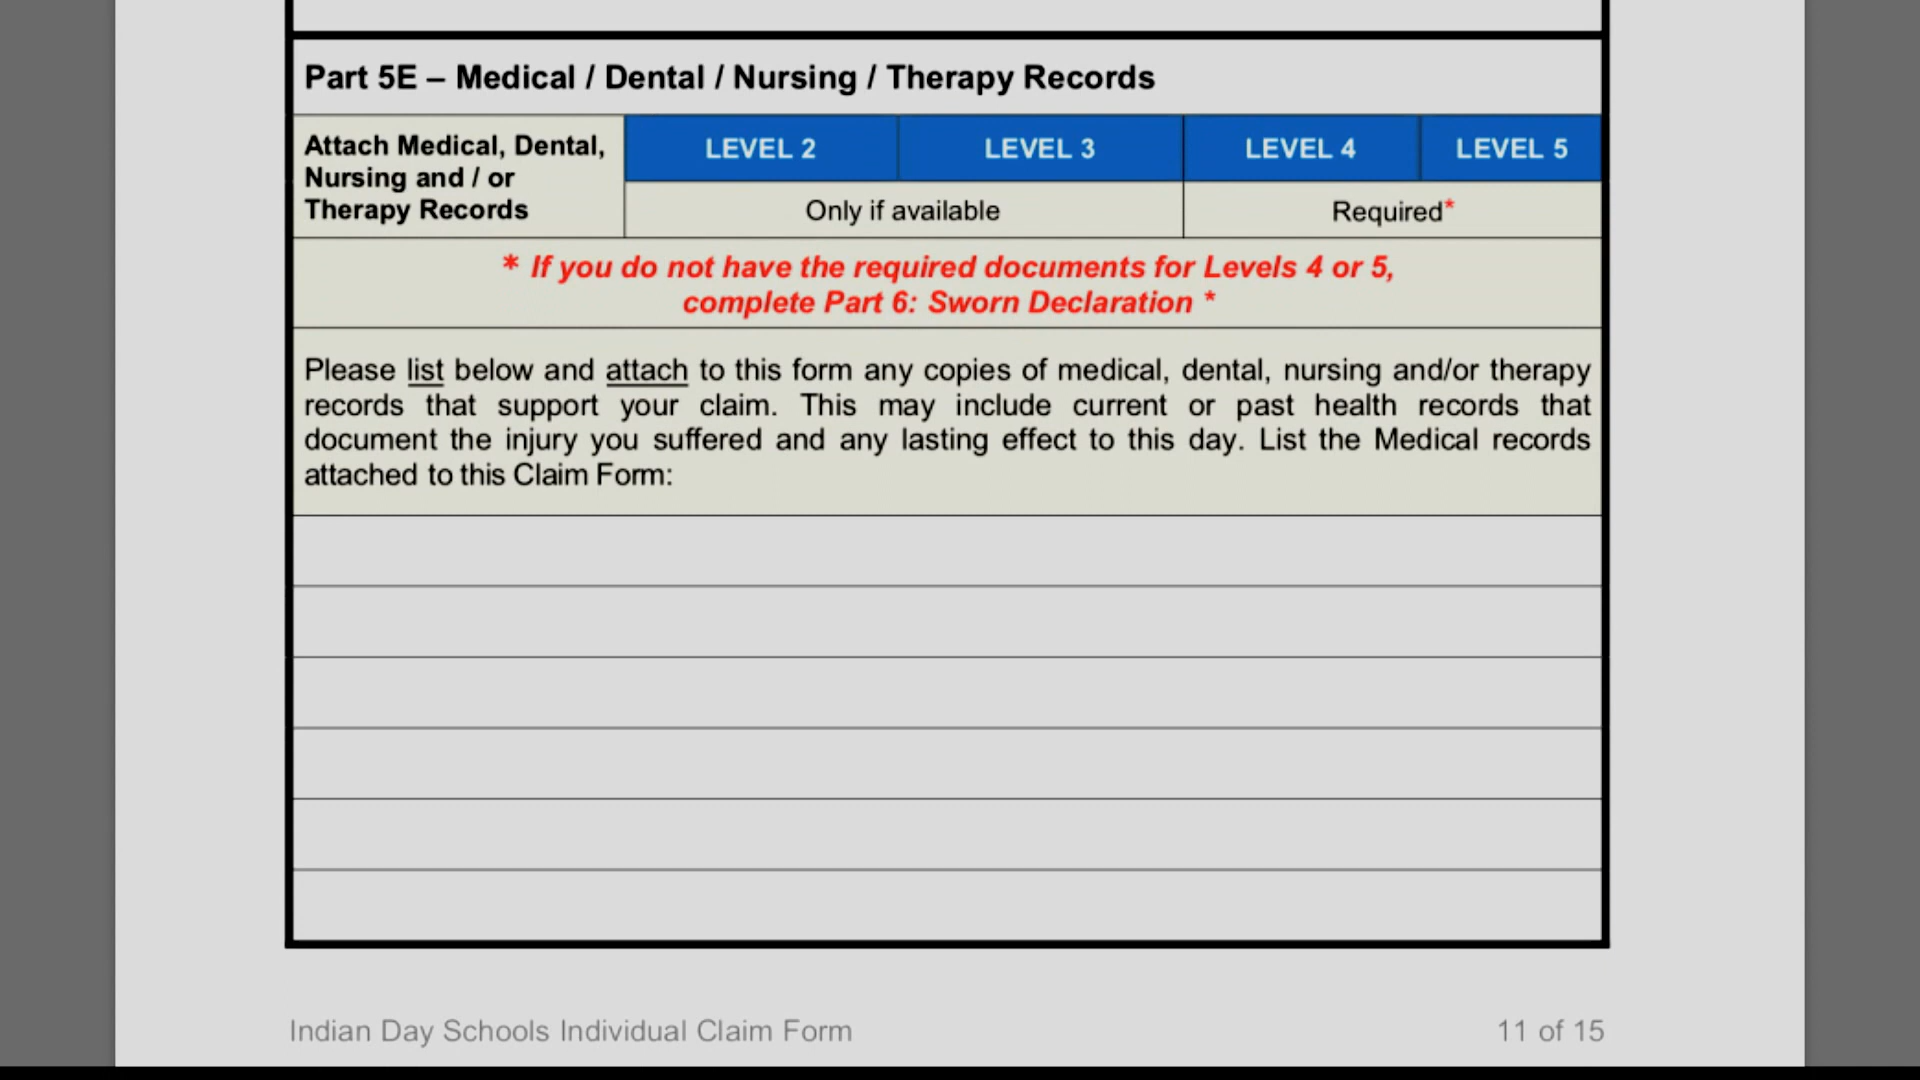 Part 5E – Medical / Dental / Nursing / Therapy Records
Attach Medical, Dental,
Nursing and / or
Therapy Records
LEVEL 2
LEVEL 3
LEVEL 4
LEVEL 5
Only if available
Required*
* If you do not have the required documents for Levels 4 or 5,
complete Part 6: Sworn Declaration *
Please list below and attach to this form any copies of medical, dental, nursing and/or therapy
records that support your claim. This may include current or past health records that
document the injury you suffered and any lasting effect to this day. List the Medical records
attached to this Claim Form:
Indian Day Schools Individual Claim Form
11 of 15